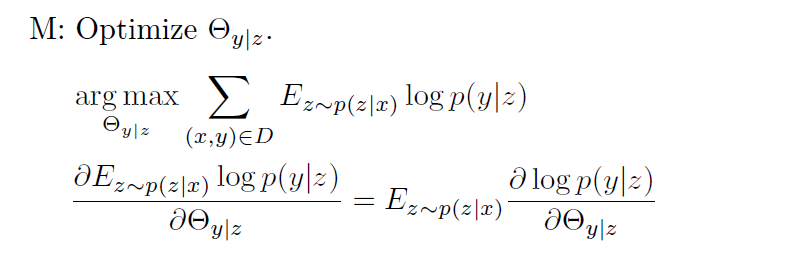 M: Optimize Θ_{y|z}.
arg max_{Θ_{y|z}} ∑_{(x,y)∈D} E_{z∼p(z|x)} log p(y|z)
∂E_{z∼p(z|x)} log p(y|z) / ∂Θ_{y|z} = E_{z∼p(z|x)} ∂ log p(y|z) / ∂Θ_{y|z}